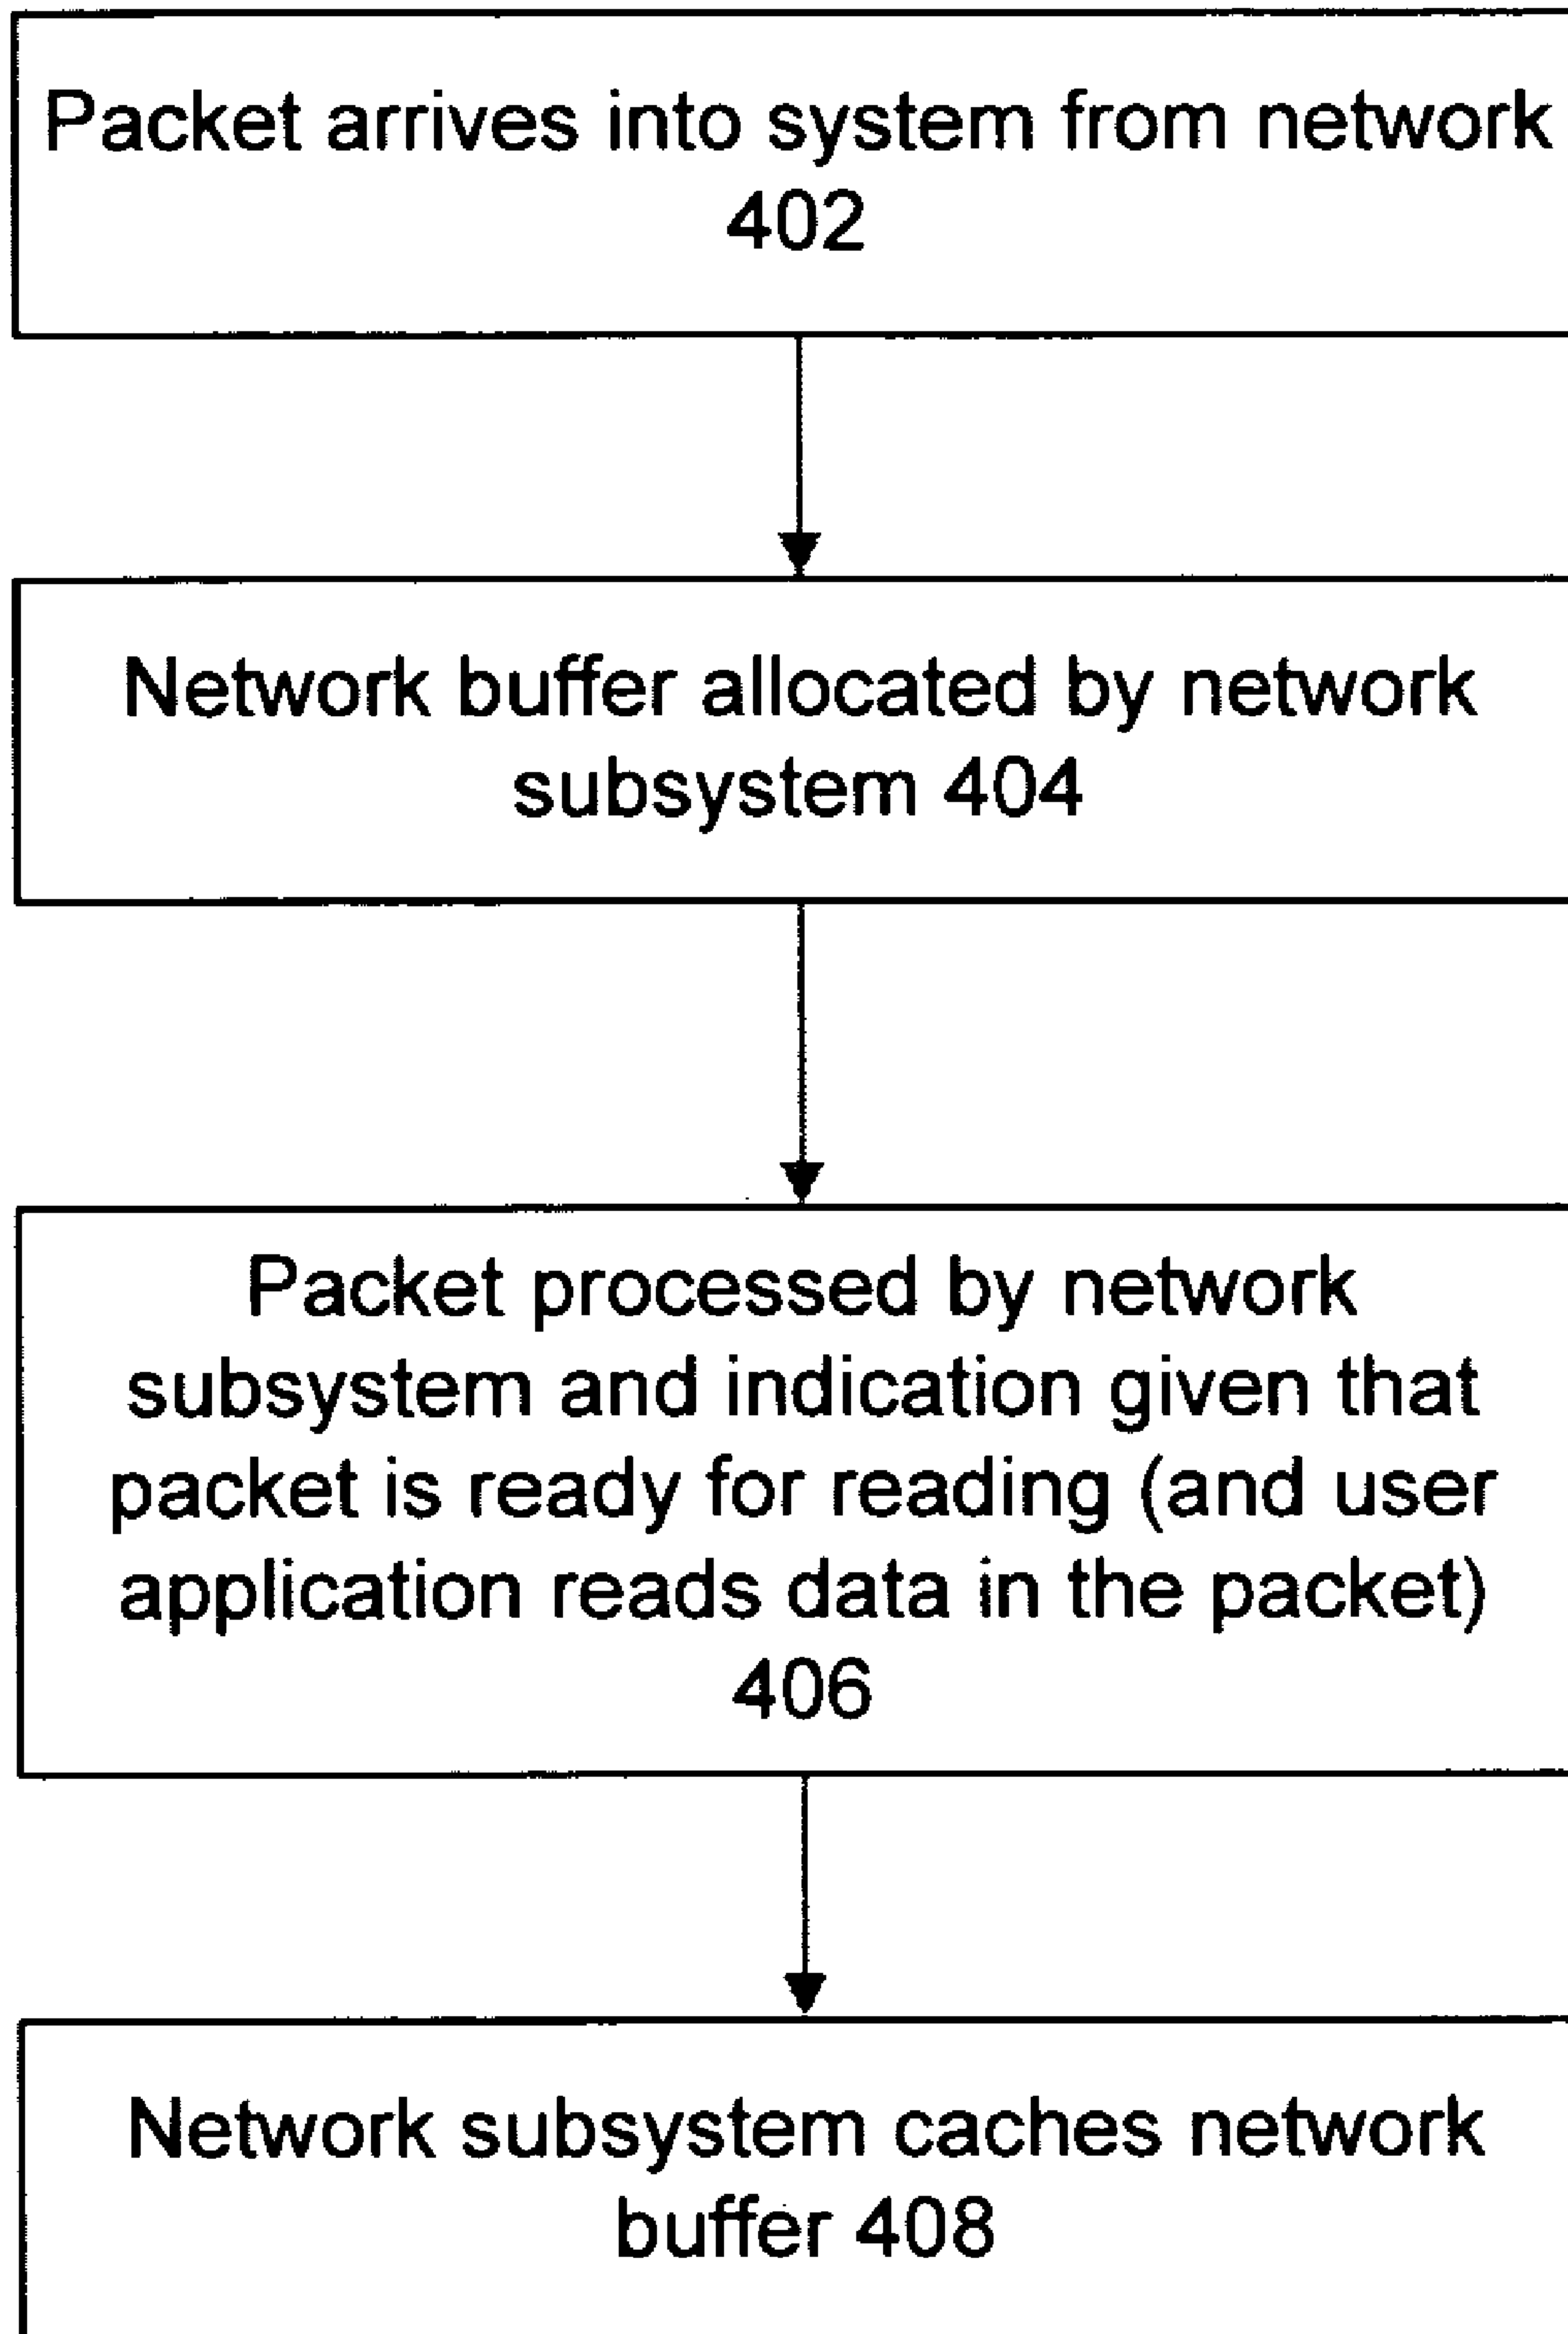 Packet arrives into system from network
402
Network buffer allocated by network
subsystem 404
Packet processed by network
subsystem and indication given that
packet is ready for reading (and user
application reads data in the packet)
406
Network subsystem caches network
buffer 408